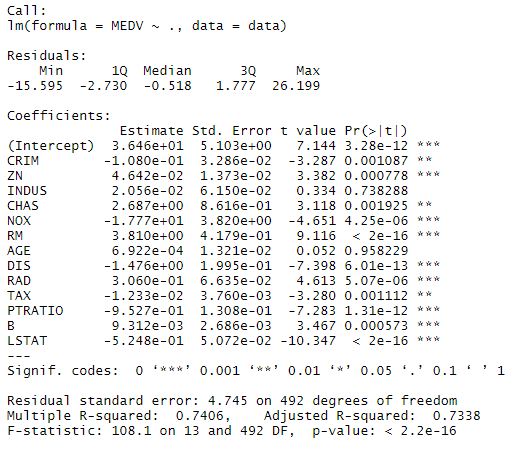 Call:
lm(formula = MEDV ~ ., data = data)

Residuals:
    Min      1Q  Median      3Q     Max
-15.595  -2.730  -0.518   1.777  26.199

Coefficients:
              Estimate Std. Error t value Pr(>|t|)
(Intercept)  3.646e+01  5.103e+00   7.144 3.28e-12 ***
CRIM        -1.080e-01  3.286e-02  -3.287 0.001087 **
ZN           4.642e-02  1.373e-02   3.382 0.000778 ***
INDUS        2.056e-02  6.150e-02   0.334 0.738288
CHAS         2.687e+00  8.616e-01   3.118 0.001925 **
NOX         -1.777e+01  3.820e+00  -4.651 4.25e-06 ***
RM           3.810e+00  4.179e-01   9.116  < 2e-16 ***
AGE          6.922e-04  1.321e-02   0.052 0.958229
DIS         -1.476e+00  1.995e-01  -7.398 6.01e-13 ***
RAD          3.060e-01  6.635e-02   4.613 5.07e-06 ***
TAX         -1.233e-02  3.760e-03  -3.280 0.001112 **
PTRATIO     -9.527e-01  1.308e-01  -7.283 1.31e-12 ***
B            9.312e-03  2.686e-03   3.467 0.000573 ***
LSTAT       -5.248e-01  5.072e-02 -10.347  < 2e-16 ***
---
Signif. codes:  0 ‘***’ 0.001 ‘**’ 0.01 ‘*’ 0.05 ‘.’ 0.1 ‘ ’ 1

Residual standard error: 4.745 on 492 degrees of freedom
Multiple R-squared:  0.7406,    Adjusted R-squared:  0.7338
F-statistic: 108.1 on 13 and 492 DF,  p-value: < 2.2e-16